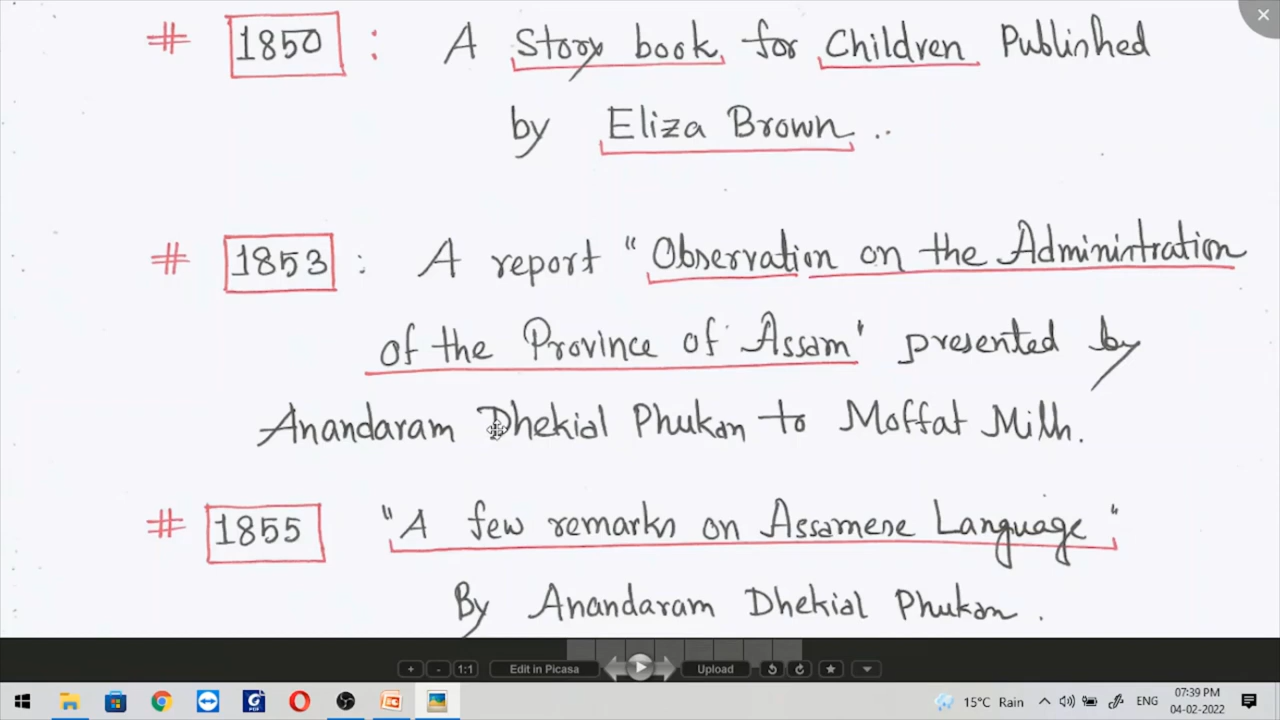 # 1850 : A Story book for Children Published
by Eliza Brown ..
# 1853 : A report "Observation on the Administration
of the Province of Assam" presented by
Anandaram Dhekial Phukan to Moffat Mills.
# 1855 "A few remarks on Assamese Language"
By Anandaram Dhekial Phukan.
+ - 1:1 Edit in Picasa Upload
15°C Rain ENG 07:39 PM
04-02-2022